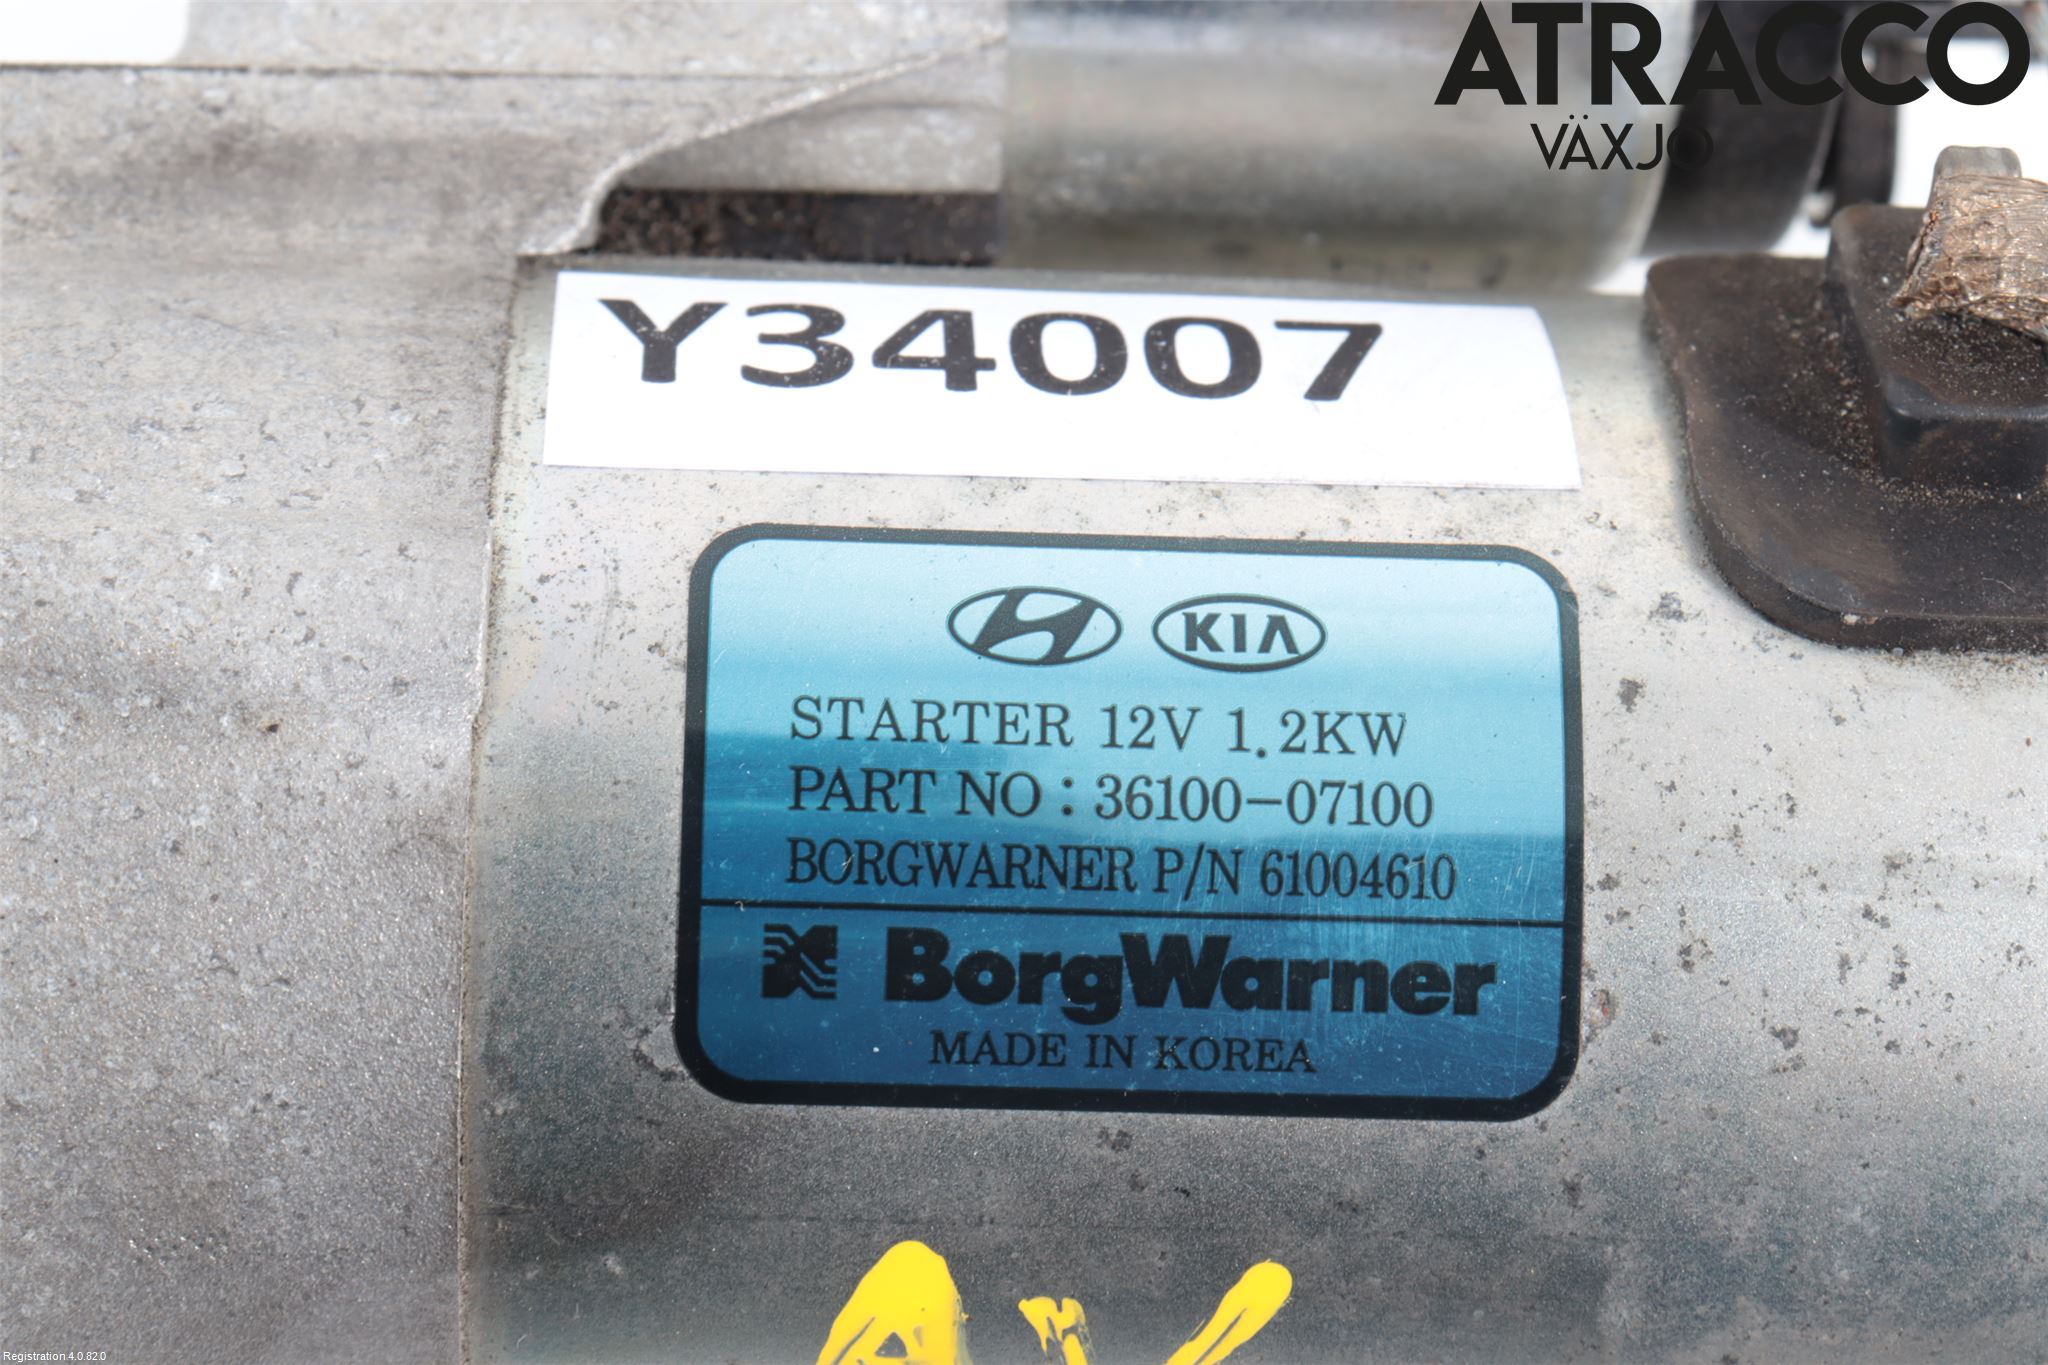 ATRACCO
VÄXJÖ
Y34007
KIA
STARTER 12V 1.2KW
PART NO : 36100-07100
BORGWARNER P/N 61004610
BorgWarner
MADE IN KOREA
Registration 4.0.82.0